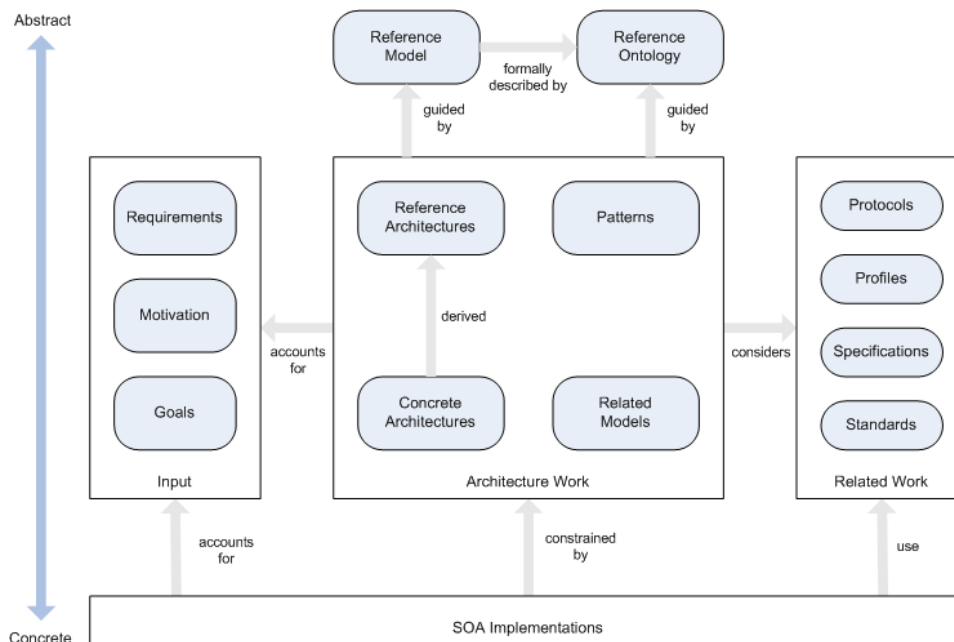 Abstract
Reference
Model
Reference
Ontology
formally
described by
guided
by
guided
by
Requirements
Motivation
Goals
Input
accounts
for
Reference
Architectures
Patterns
derived
Concrete
Architectures
Related
Models
Architecture Work
considers
Protocols
Profiles
Specifications
Standards
Related Work
accounts
for
constrained
by
use
SOA Implementations
Concrete